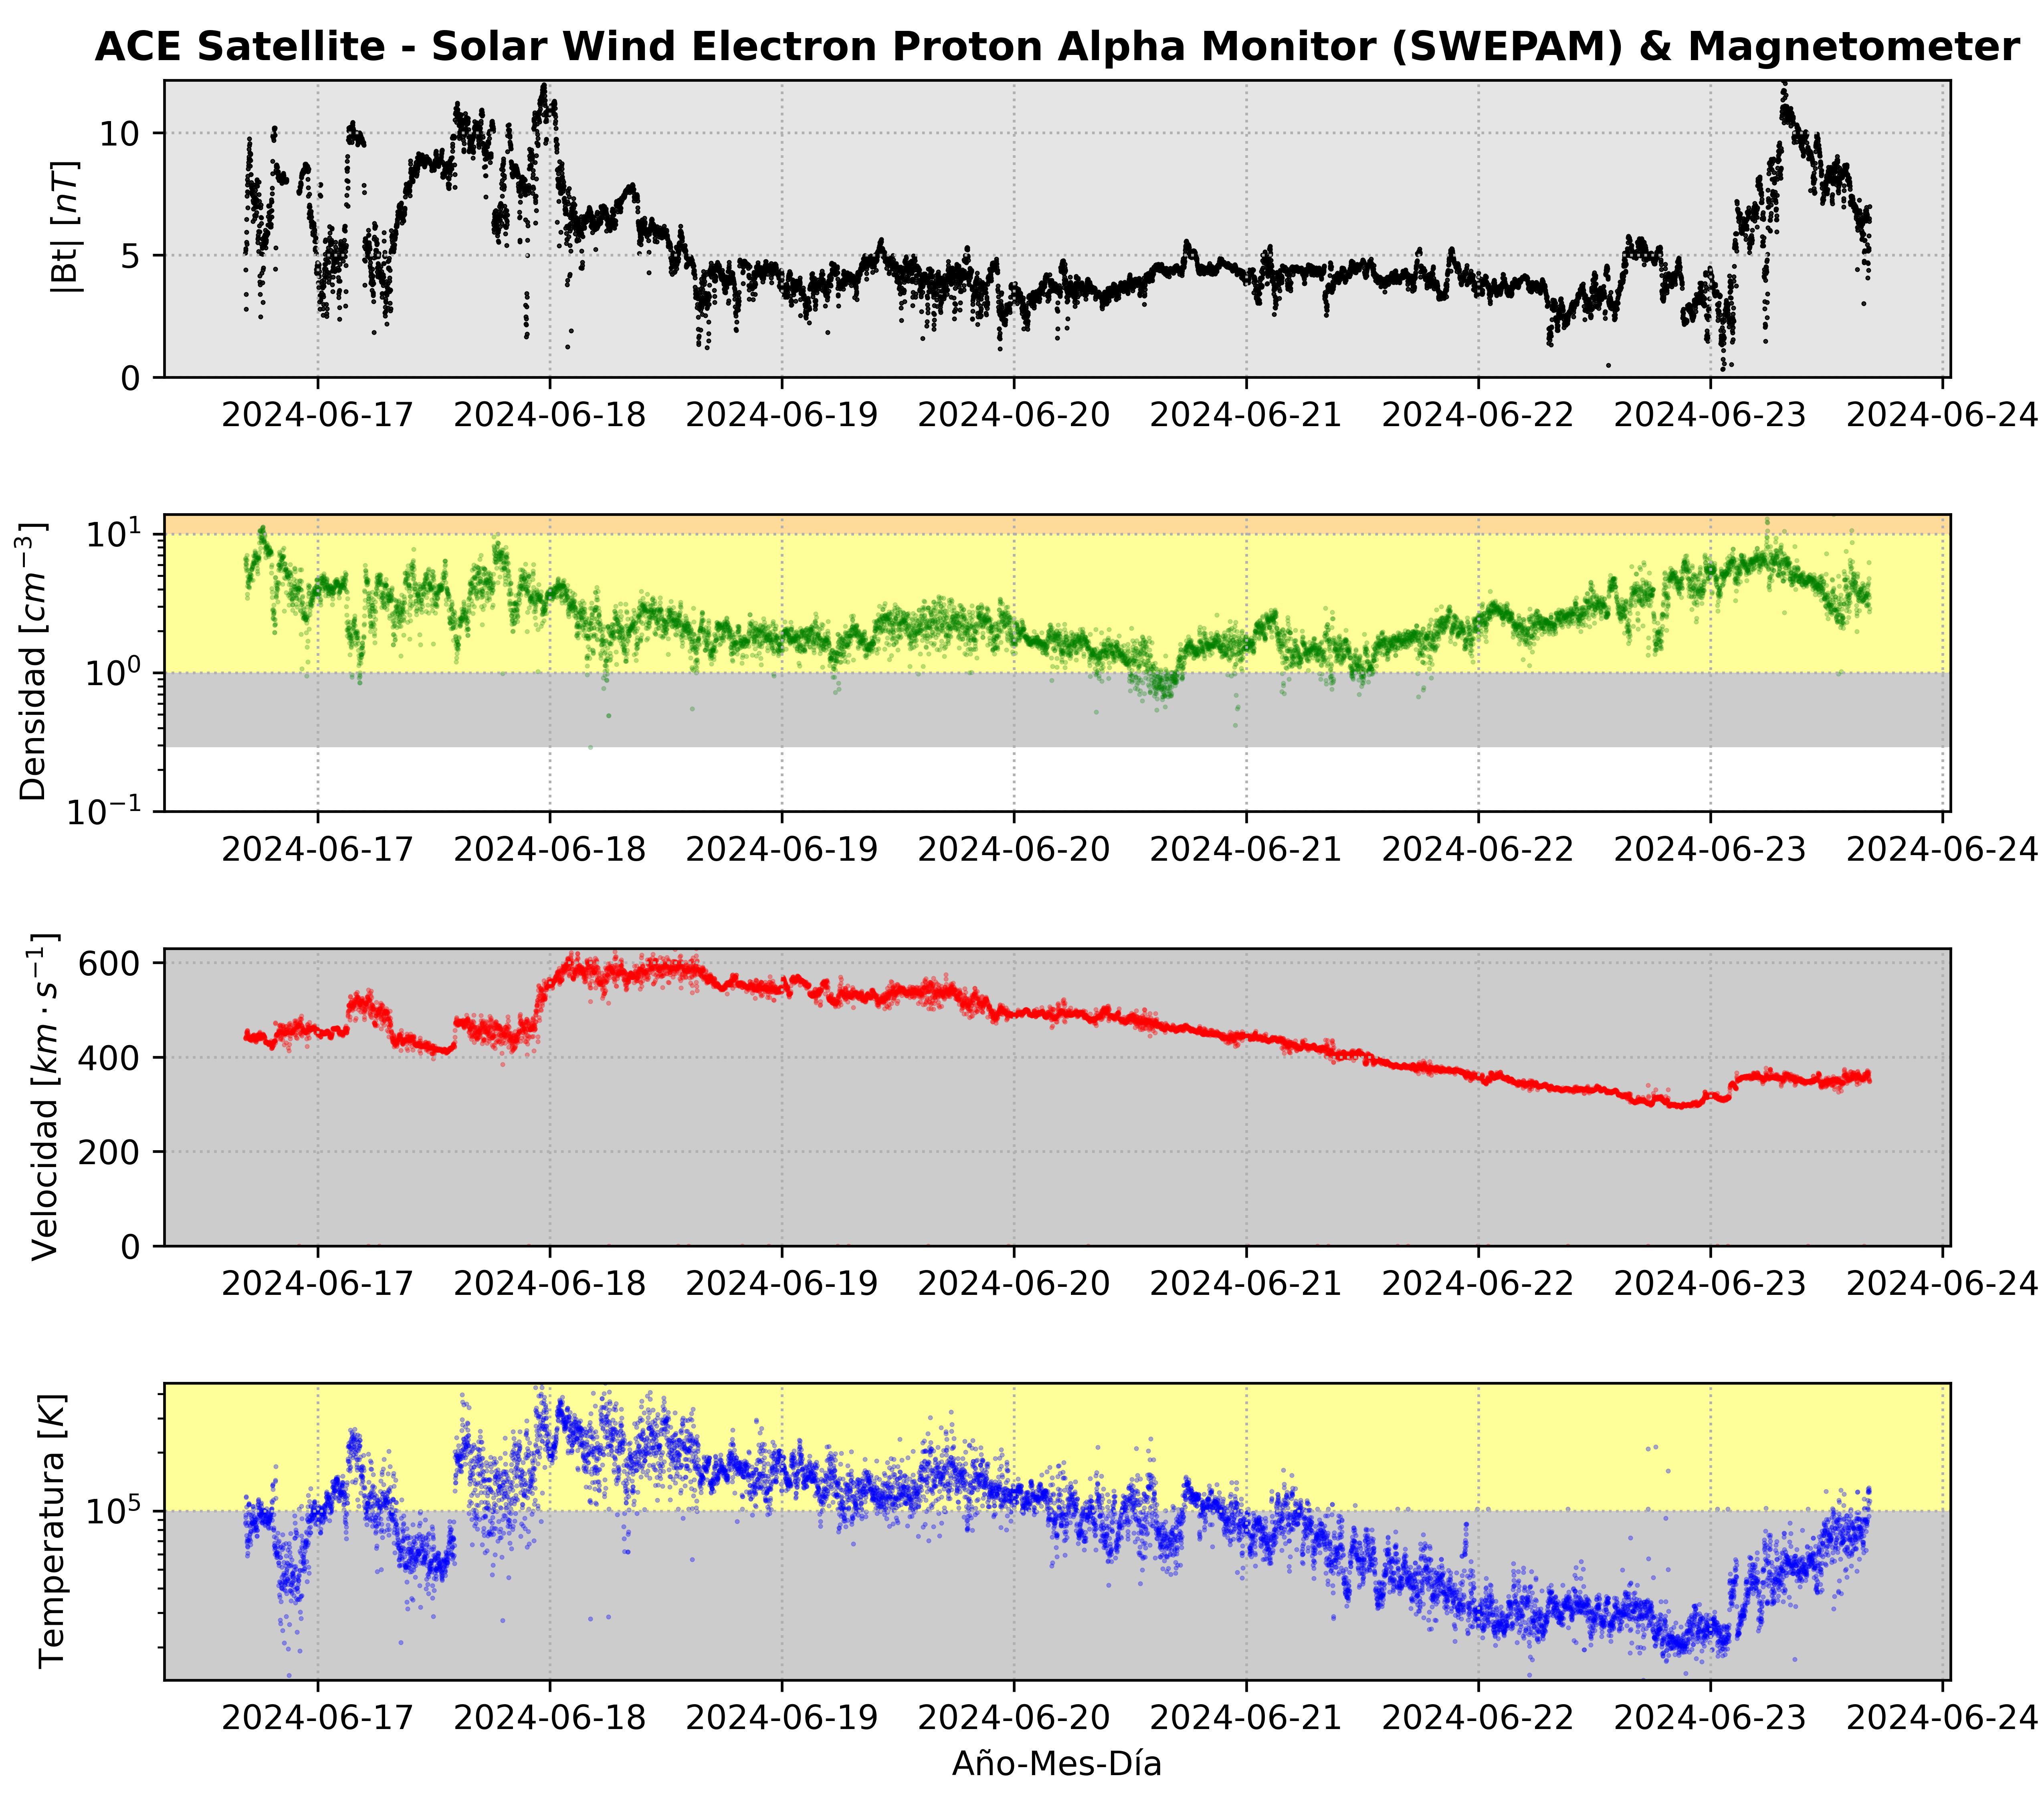 ACE Satellite - Solar Wind Electron Proton Alpha Monitor (SWEPAM) & Magnetometer
|Bt| [nT]
10
5
0
2024-06-17 2024-06-18 2024-06-19 2024-06-20 2024-06-21 2024-06-22 2024-06-23 2024-06-24
Densidad [cm⁻³]
10¹
10⁰
10⁻¹
2024-06-17 2024-06-18 2024-06-19 2024-06-20 2024-06-21 2024-06-22 2024-06-23 2024-06-24
Velocidad [km · s⁻¹]
600
400
200
0
2024-06-17 2024-06-18 2024-06-19 2024-06-20 2024-06-21 2024-06-22 2024-06-23 2024-06-24
Temperatura [K]
10⁵
2024-06-17 2024-06-18 2024-06-19 2024-06-20 2024-06-21 2024-06-22 2024-06-23 2024-06-24
Año-Mes-Día